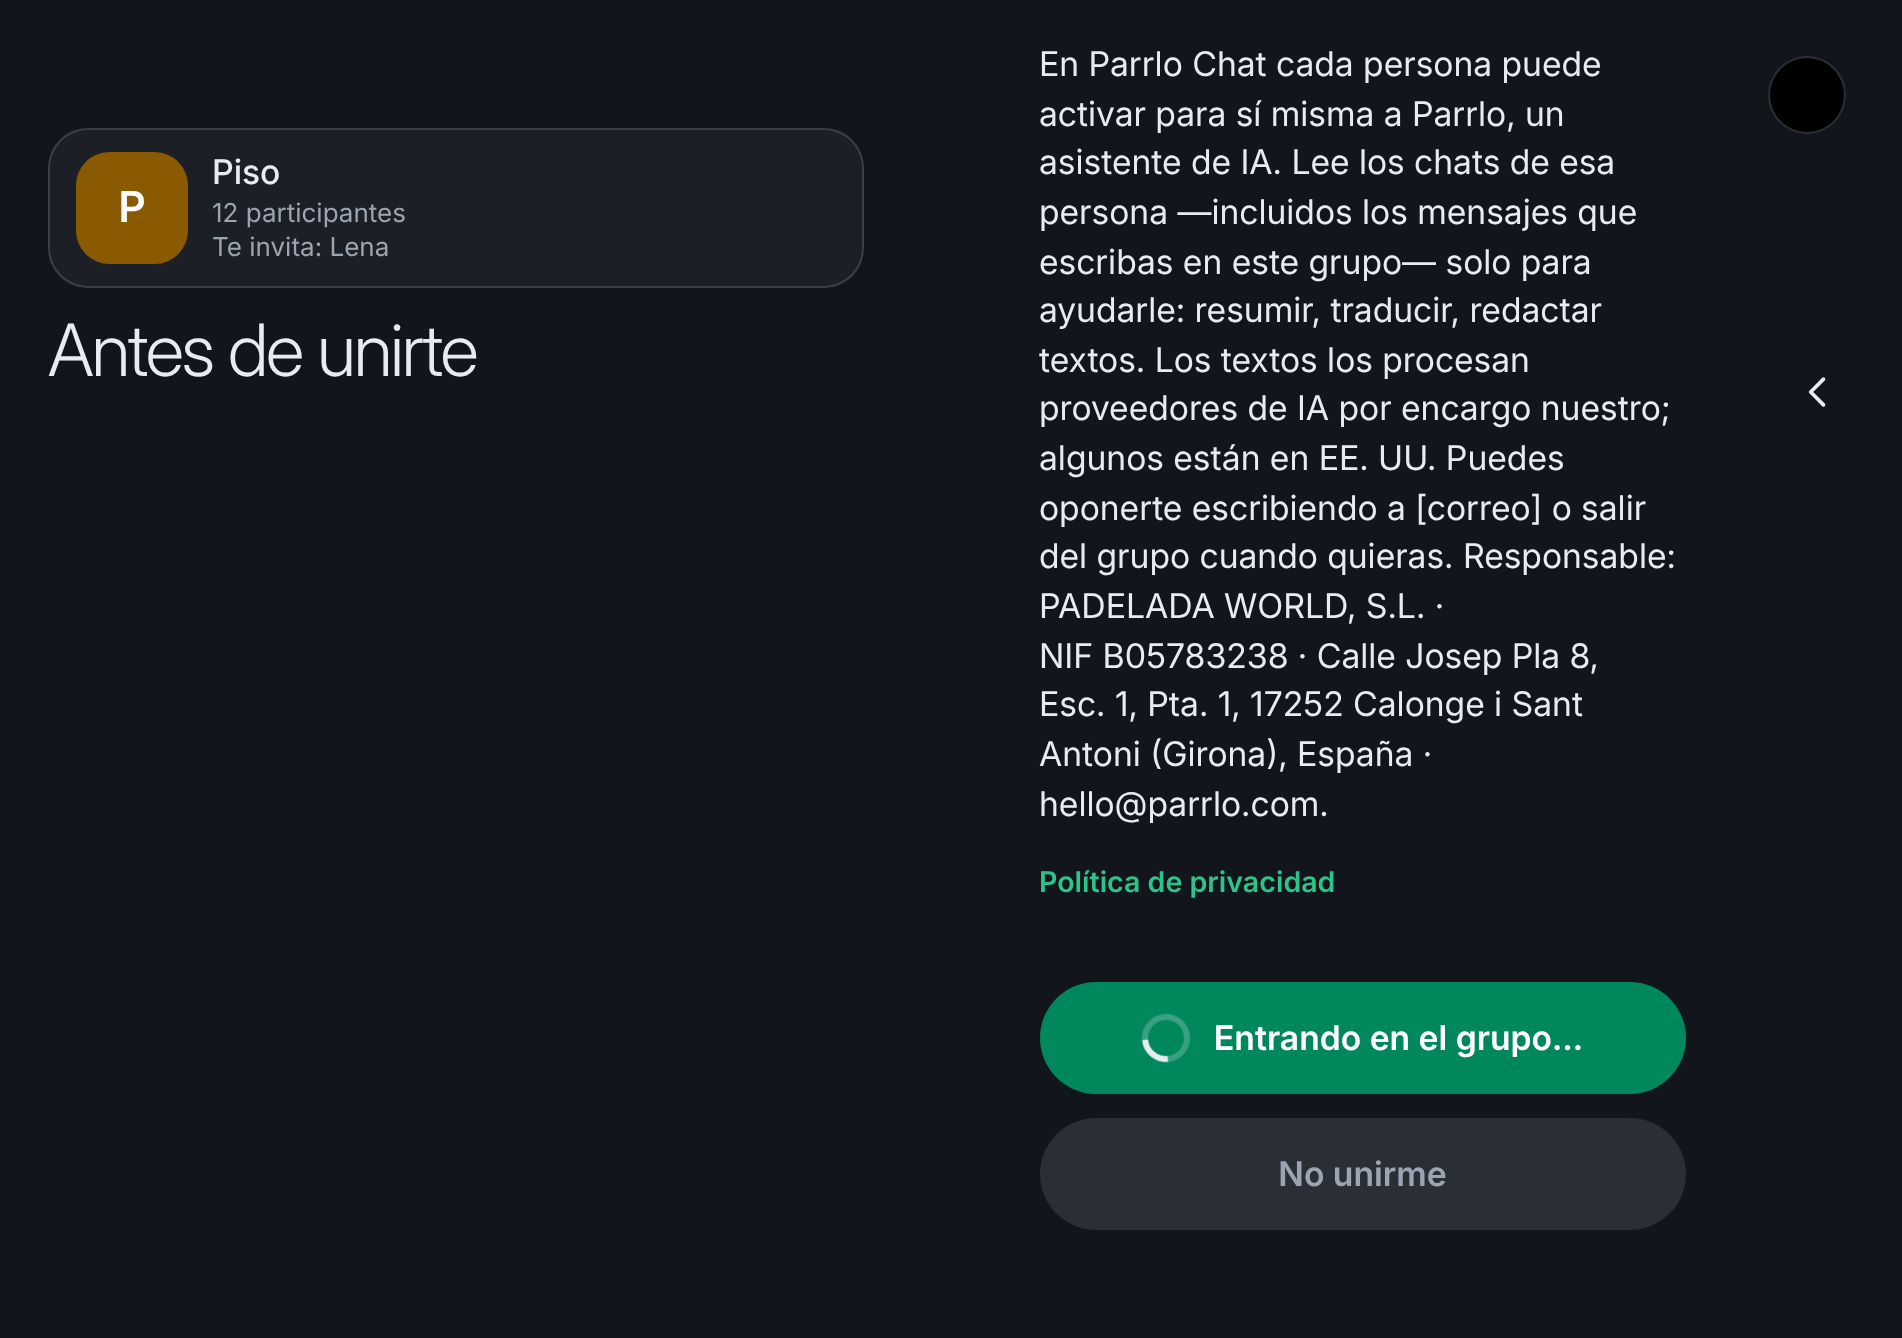 P
Piso
12 participantes
Te invita: Lena
Antes de unirte
En Parrlo Chat cada persona puede
activar para sí misma a Parrlo, un
asistente de IA. Lee los chats de esa
persona —incluidos los mensajes que
escribas en este grupo— solo para
ayudarle: resumir, traducir, redactar
textos. Los textos los procesan
proveedores de IA por encargo nuestro;
algunos están en EE. UU. Puedes
oponerte escribiendo a [correo] o salir
del grupo cuando quieras. Responsable:
PADELADA WORLD, S.L. ·
NIF B05783238 · Calle Josep Pla 8,
Esc. 1, Pta. 1, 17252 Calonge i Sant
Antoni (Girona), España ·
hello@parrlo.com.
Política de privacidad
Entrando en el grupo...
No unirme